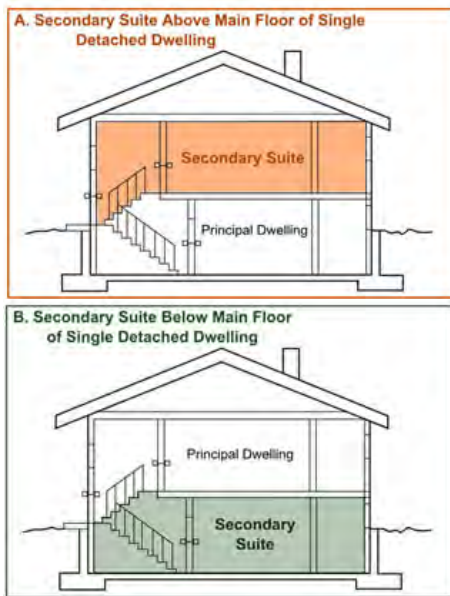 A. Secondary Suite Above Main Floor of Single
Detached Dwelling
Secondary Suite
Principal Dwelling
B. Secondary Suite Below Main Floor
of Single Detached Dwelling
Principal Dwelling
Secondary
Suite